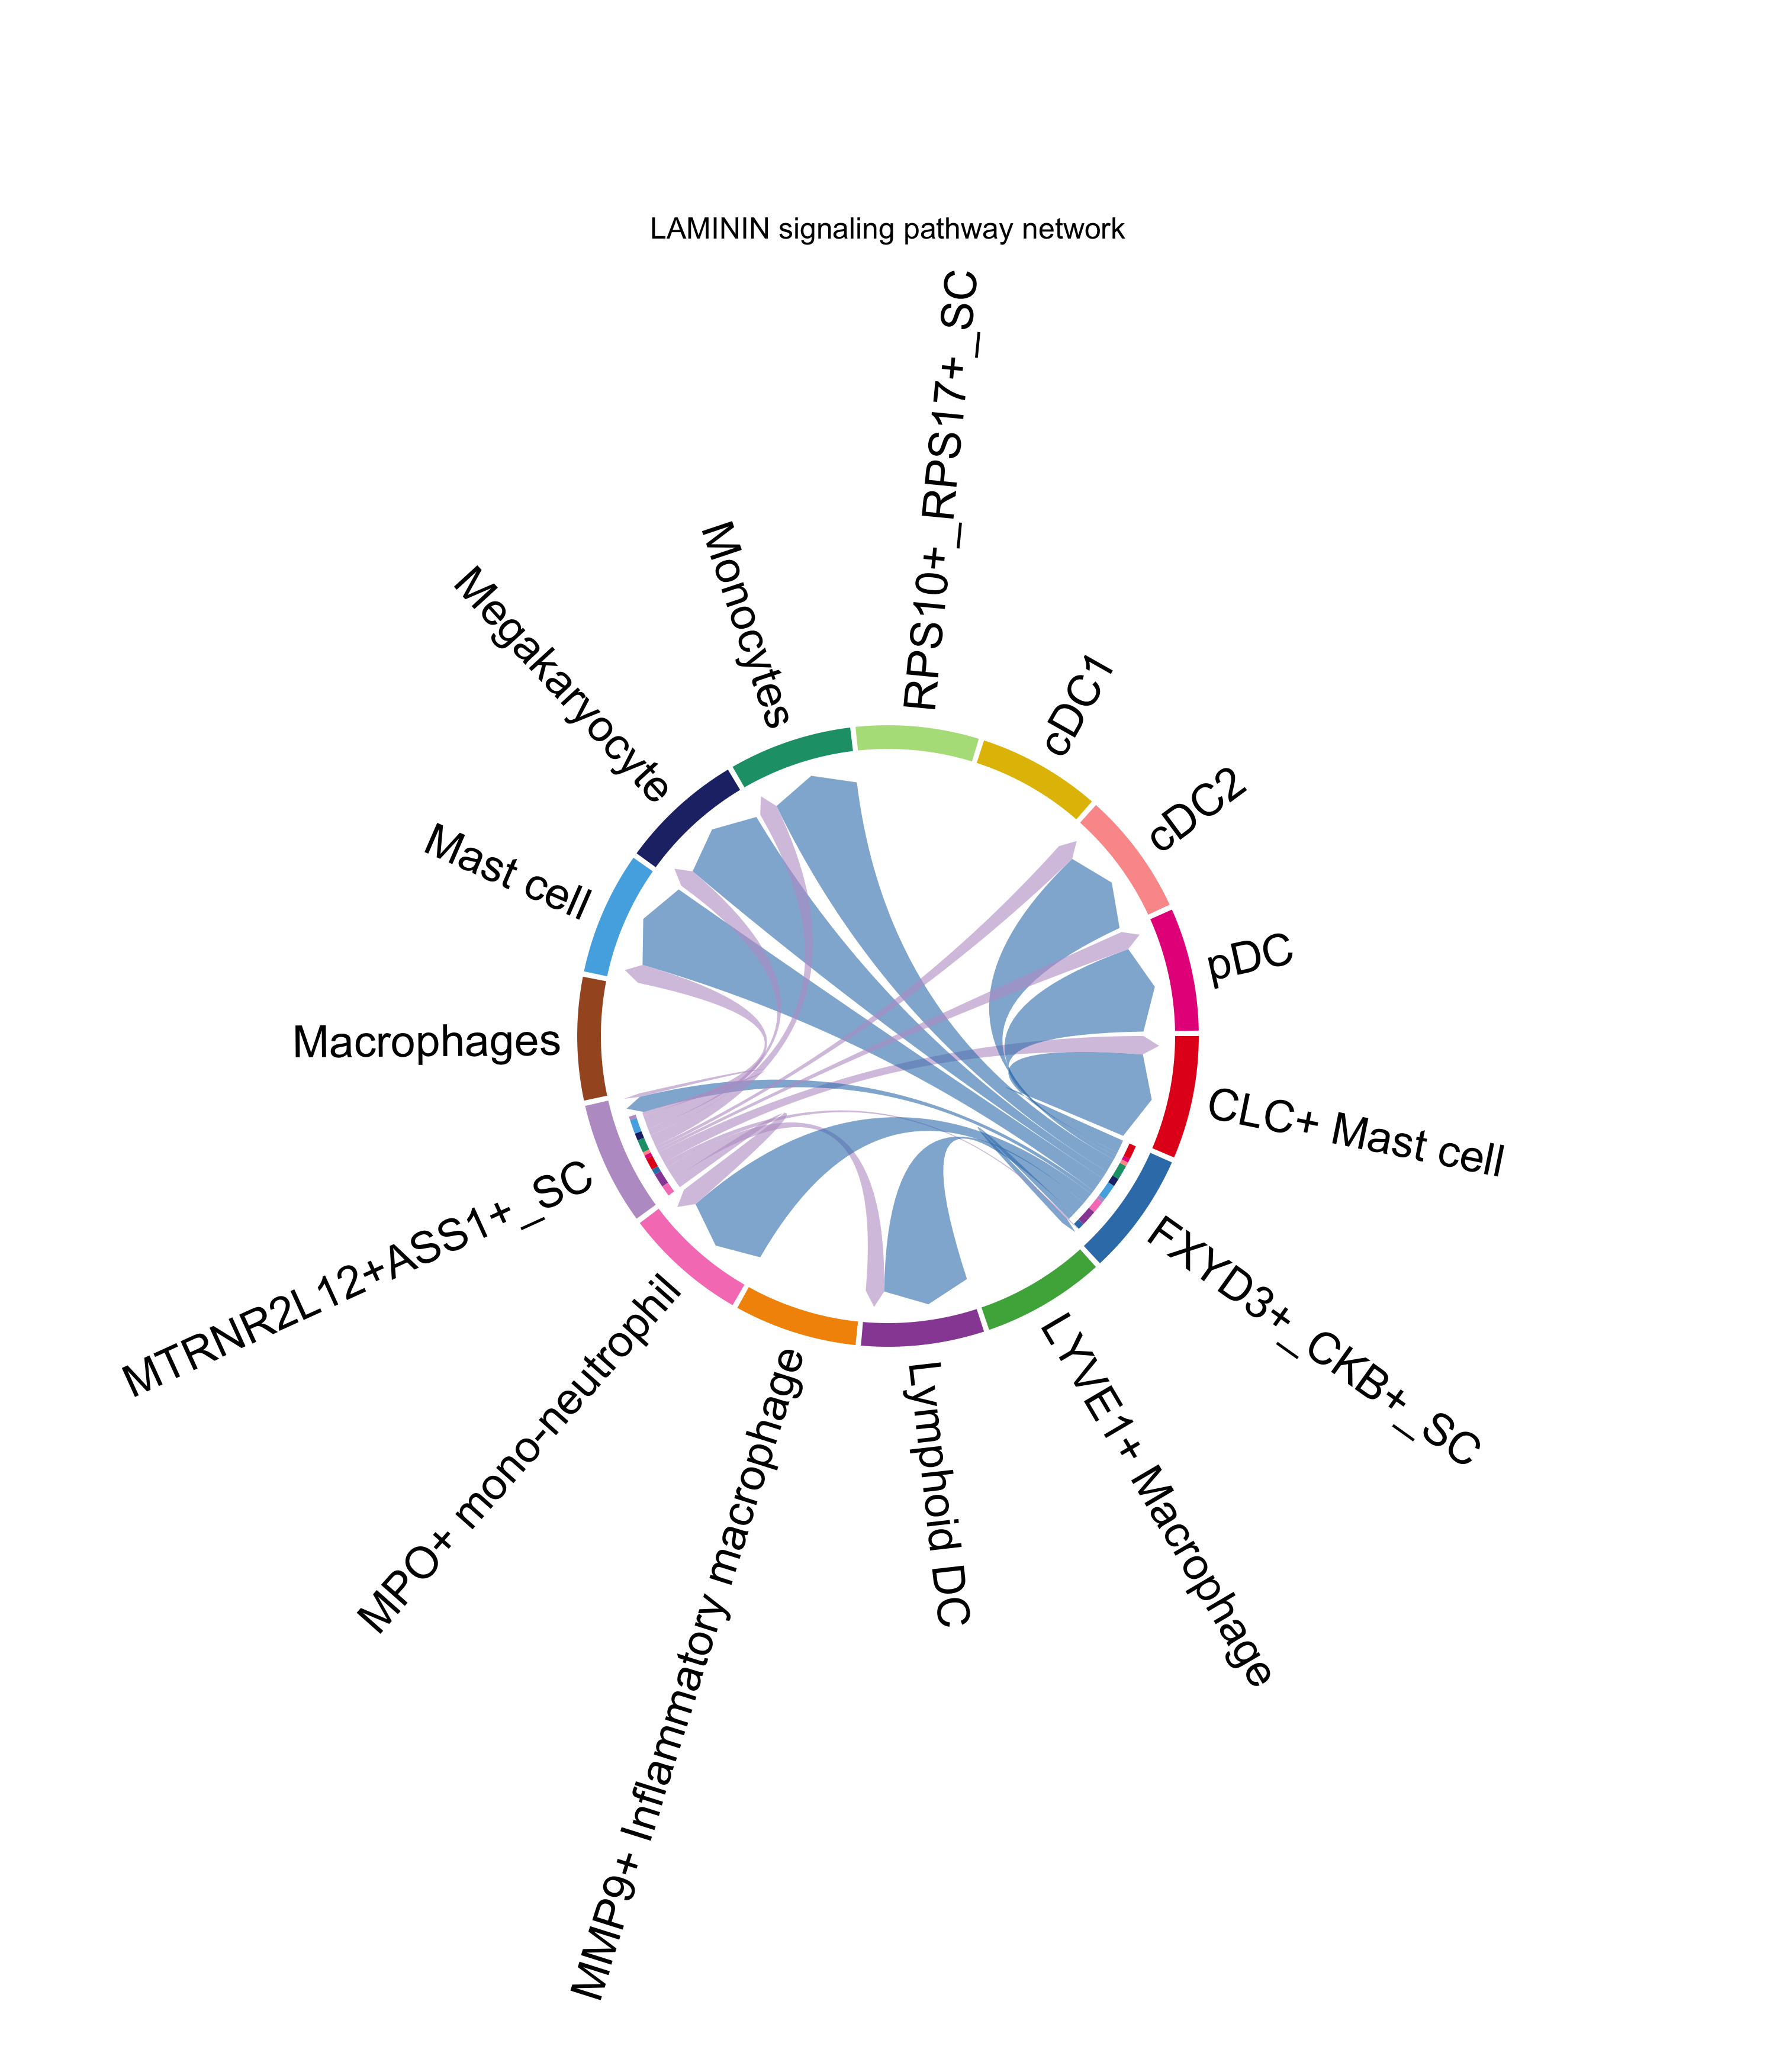 LAMININ signaling pathway network
RPS10+_RPS17+_SC
cDC1
cDC2
pDC
CLC+ Mast cell
FXYD3+_CKB+_SC
LYVE1+ Macrophage
Lymphoid DC
MMP9+ Inflammatory macrophage
MPO+ mono-neutrophil
MTRNR2L12+ASS1+_SC
Macrophages
Mast cell
Megakaryocyte
Monocytes